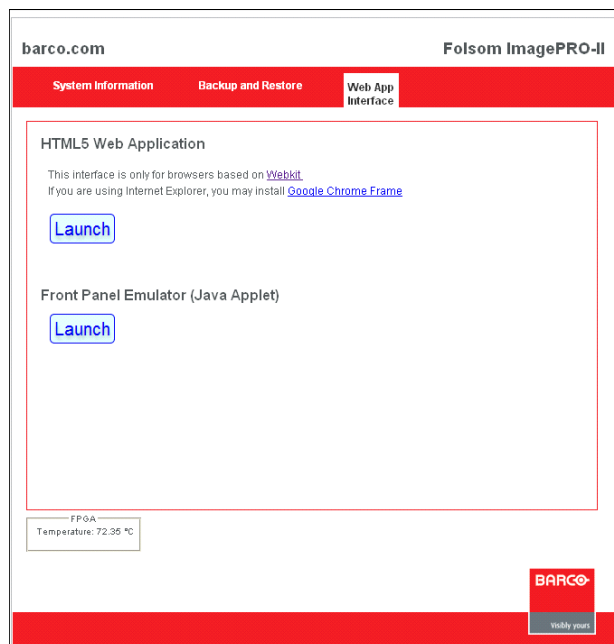 barco.com
Folsom ImagePRO-II
System Information
Backup and Restore
Web App
Interface
HTML5 Web Application
This interface is only for browsers based on Webkit
If you are using Internet Explorer, you may install Google Chrome Frame
Launch
Front Panel Emulator (Java Applet)
Launch
FPGA
Temperature: 72.35 °C
BARCO
Visibly yours